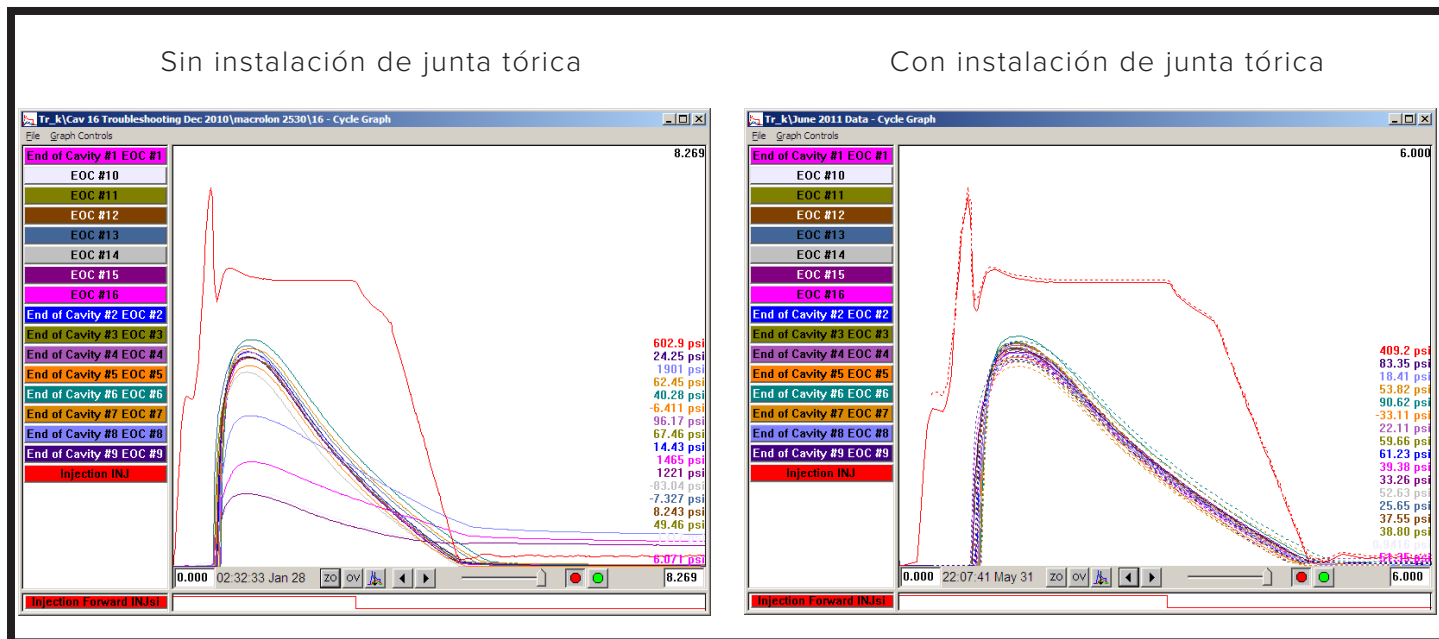 Sin instalación de junta tórica
Tr_k\Cav 16 Troubleshooting Dec 2010\macrolon 2530\16 - Cycle Graph
File Graph Controls
End of Cavity #1 EOC #1
EOC #10
EOC #11
EOC #12
EOC #13
EOC #14
EOC #15
EOC #16
End of Cavity #2 EOC #2
End of Cavity #3 EOC #3
End of Cavity #4 EOC #4
End of Cavity #5 EOC #5
End of Cavity #6 EOC #6
End of Cavity #7 EOC #7
End of Cavity #8 EOC #8
End of Cavity #9 EOC #9
Injection INJ
8.269
602.9 psi
24.25 psi
1901 psi
62.45 psi
40.28 psi
-6.411 psi
96.17 psi
67.46 psi
14.43 psi
1465 psi
1221 psi
-83.04 psi
-7.327 psi
8.243 psi
49.46 psi
6.071 psi
0.000 02:32:33 Jan 28 ZO OV 8.269
Injection Forward INJsi
Con instalación de junta tórica
Tr_k\June 2011 Data - Cycle Graph
File Graph Controls
End of Cavity #1 EOC #1
EOC #10
EOC #11
EOC #12
EOC #13
EOC #14
EOC #15
EOC #16
End of Cavity #2 EOC #2
End of Cavity #3 EOC #3
End of Cavity #4 EOC #4
End of Cavity #5 EOC #5
End of Cavity #6 EOC #6
End of Cavity #7 EOC #7
End of Cavity #8 EOC #8
End of Cavity #9 EOC #9
Injection INJ
6.000
409.2 psi
83.35 psi
18.41 psi
53.82 psi
90.62 psi
-33.11 psi
22.11 psi
59.66 psi
61.23 psi
39.38 psi
33.26 psi
52.63 psi
25.65 psi
37.55 psi
38.80 psi
0.000 22:07:41 May 31 ZO OV 6.000
Injection Forward INJsi